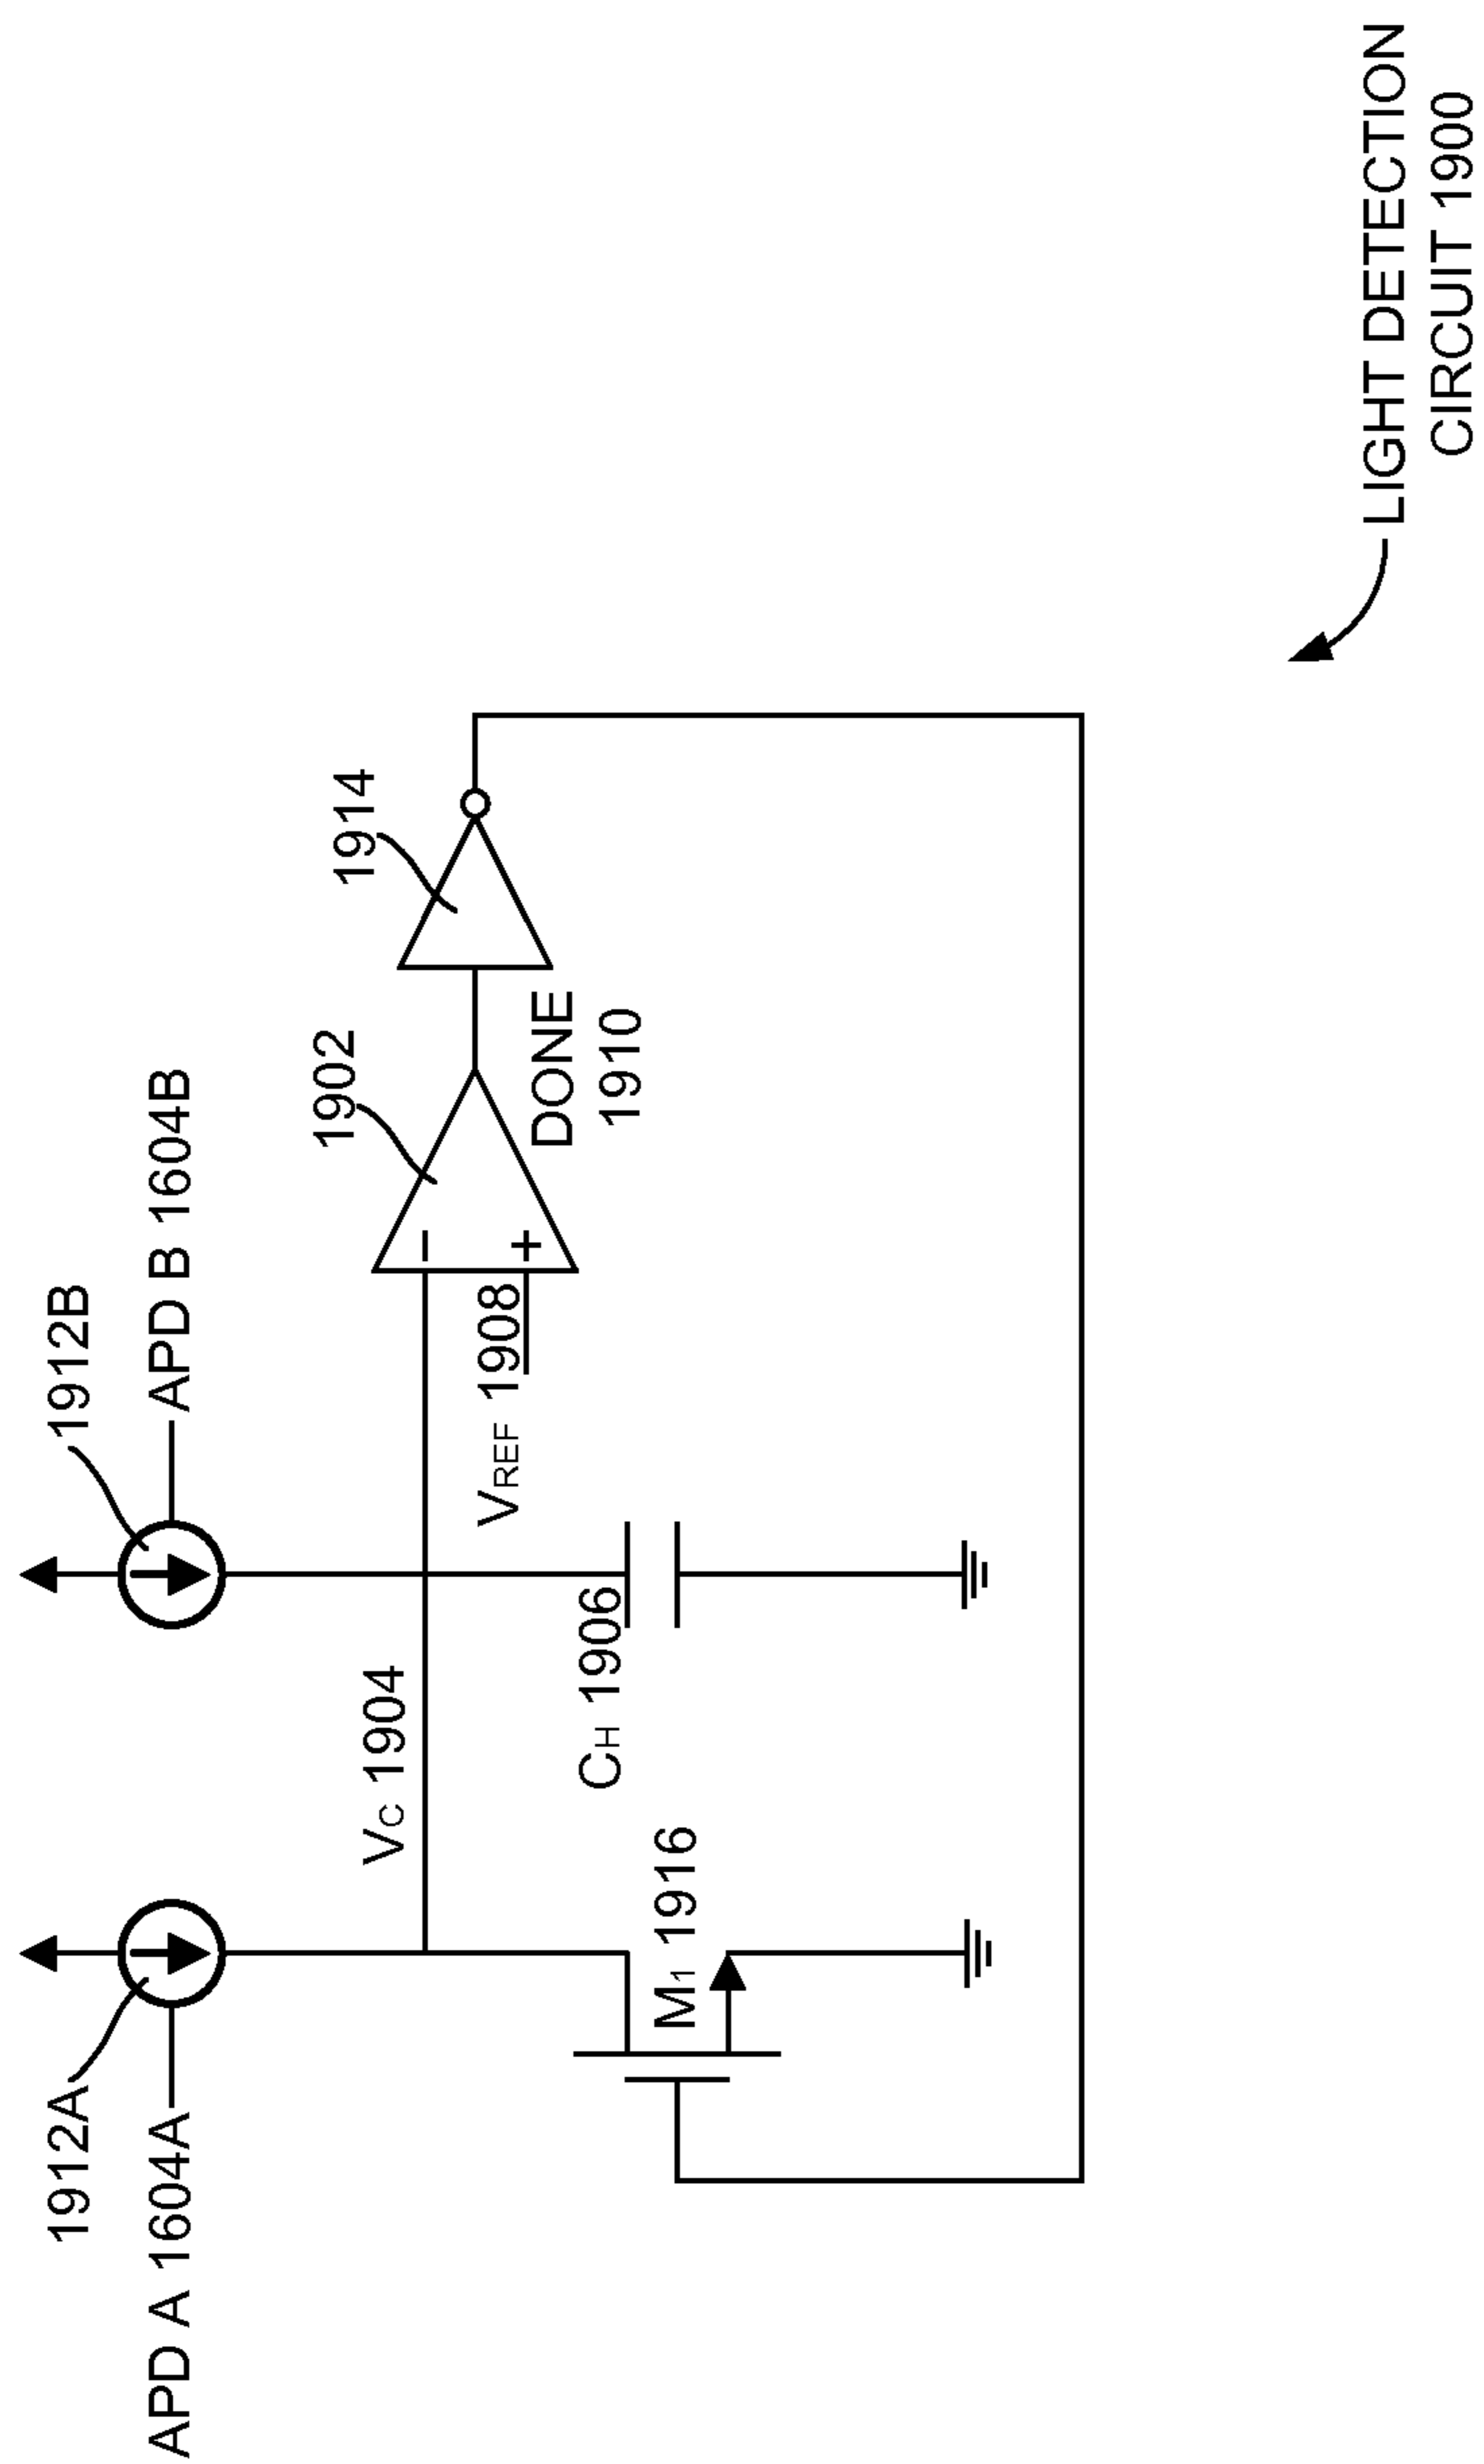 1912A
1912B
APD A 1604A
APD B 1604B
1902
1914
VC 1904
VREF 1908
DONE
1910
CH 1906
M1 1916
−
+
LIGHT DETECTION
CIRCUIT 1900